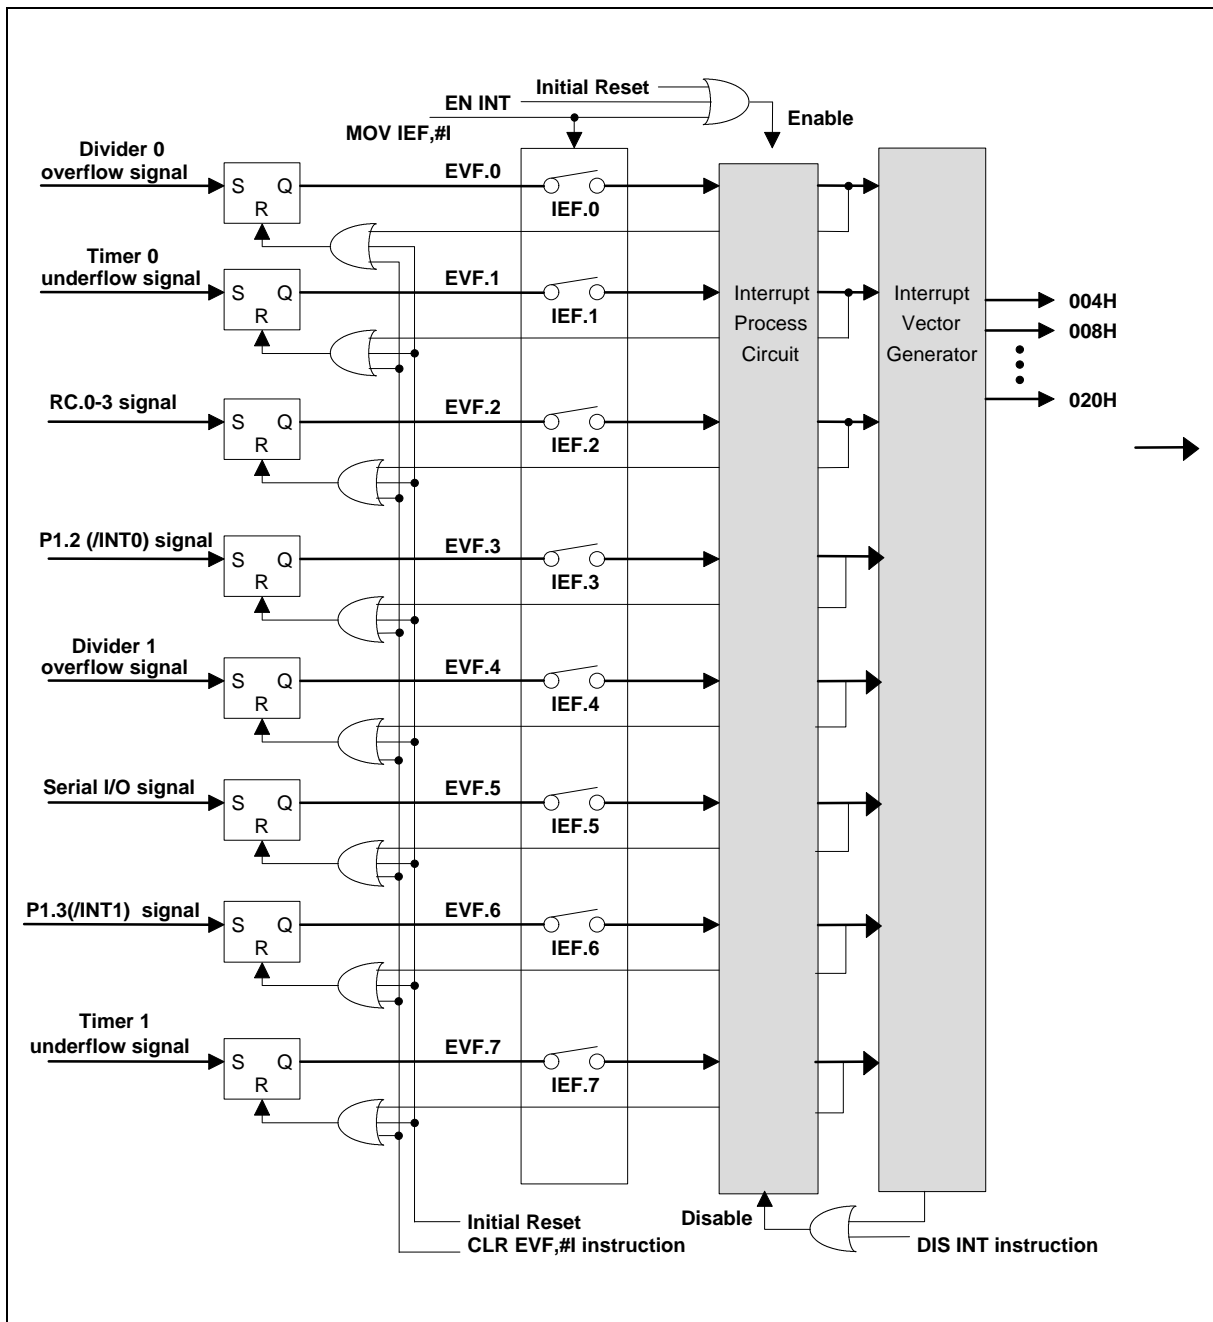 Initial Reset
EN INT
MOV IEF,#I
Enable
Divider 0
overflow signal
S Q
R
EVF.0
IEF.0
Timer 0
underflow signal
S Q
R
EVF.1
IEF.1
Interrupt
Process
Circuit
Interrupt
Vector
Generator
004H
008H
020H
RC.0-3 signal
S Q
R
EVF.2
IEF.2
P1.2 (/INT0) signal
S Q
R
EVF.3
IEF.3
Divider 1
overflow signal
S Q
R
EVF.4
IEF.4
Serial I/O signal
S Q
R
EVF.5
IEF.5
P1.3(/INT1) signal
S Q
R
EVF.6
IEF.6
Timer 1
underflow signal
S Q
R
EVF.7
IEF.7
Initial Reset
CLR EVF,#I instruction
Disable
DIS INT instruction